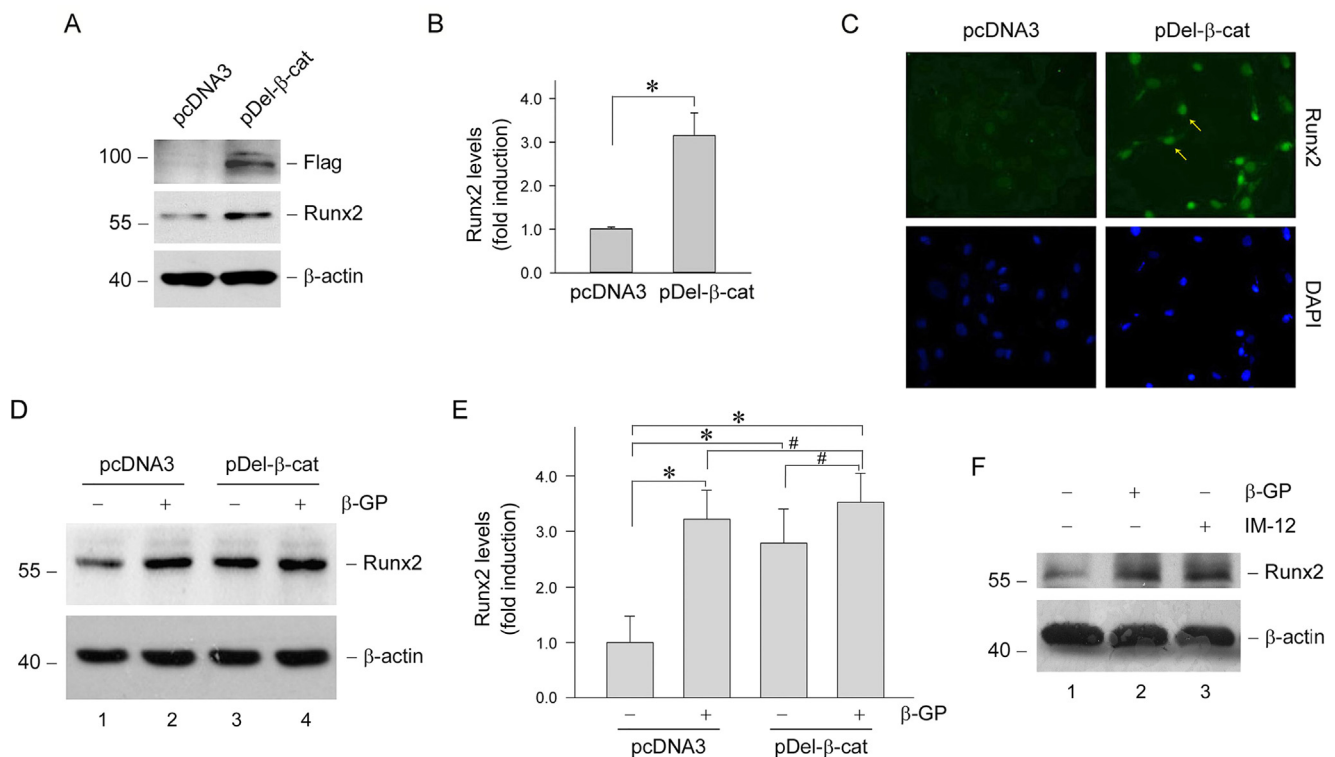 A
pcDNA3
pDel-β-cat
100 –
– Flag
55 –
– Runx2
40 –
– β-actin
B
Runx2 levels
(fold induction)
4.0
3.0
2.0
1.0
0.0
*
pcDNA3 pDel-β-cat
C
pcDNA3 pDel-β-cat
Runx2
DAPI
D
pcDNA3 pDel-β-cat
– + – + β-GP
55 – – Runx2
40 – – β-actin
1 2 3 4
E
Runx2 levels
(fold induction)
4.0
3.0
2.0
1.0
0.0
*
* #
* #
– + – + β-GP
pcDNA3 pDel-β-cat
F
– + – β-GP
– – + IM-12
55 – – Runx2
40 – – β-actin
1 2 3